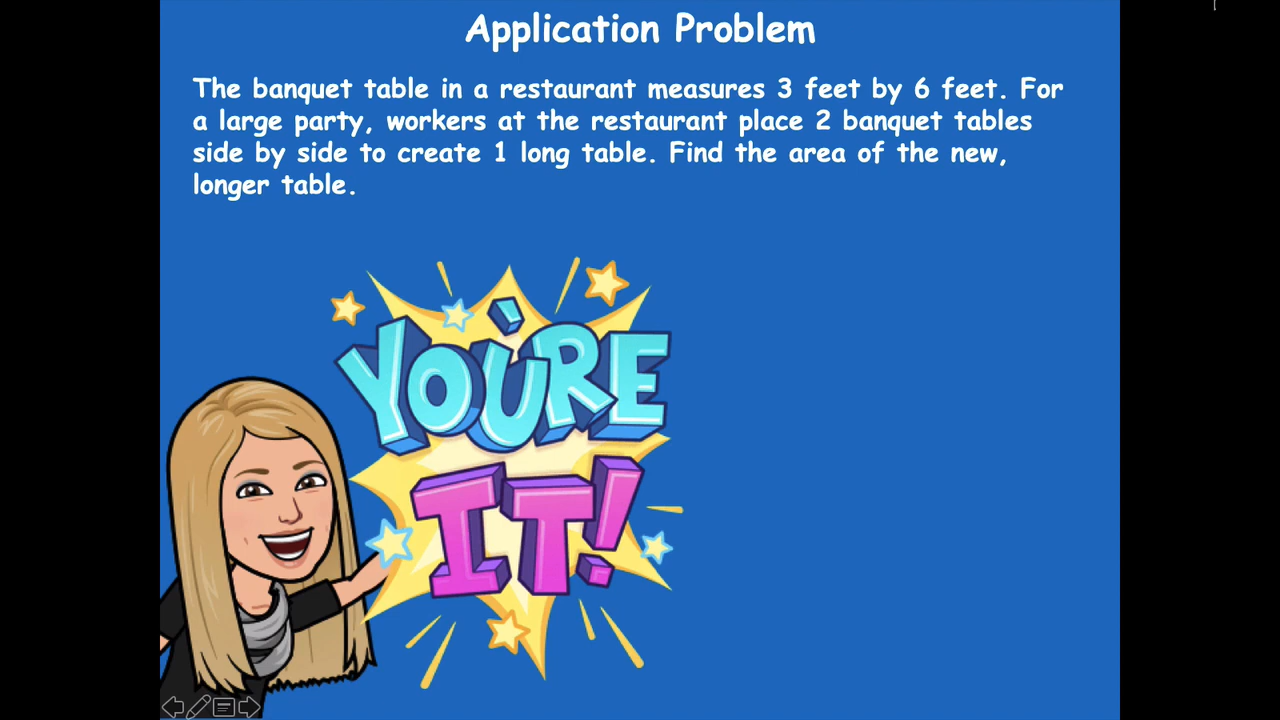 Application Problem
The banquet table in a restaurant measures 3 feet by 6 feet. For
a large party, workers at the restaurant place 2 banquet tables
side by side to create 1 long table. Find the area of the new,
longer table.
YOU'RE
IT!